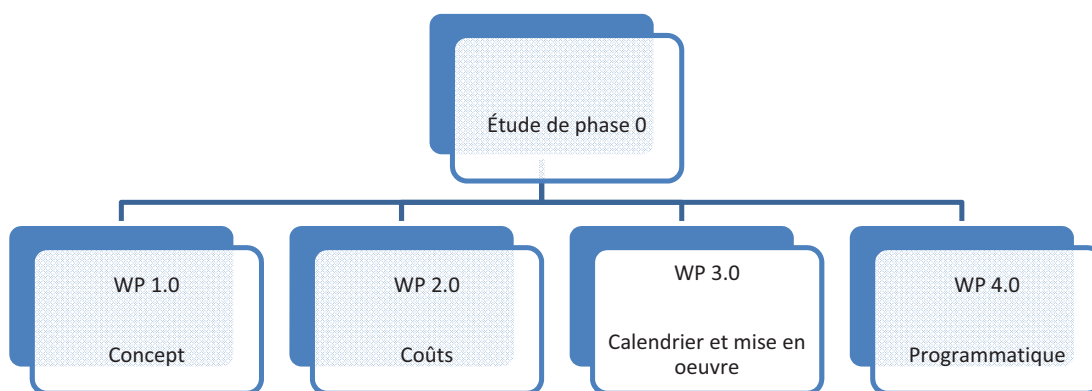 Étude de phase 0
WP 1.0
Concept
WP 2.0
Coûts
WP 3.0
Calendrier et mise en
oeuvre
WP 4.0
Programmatique